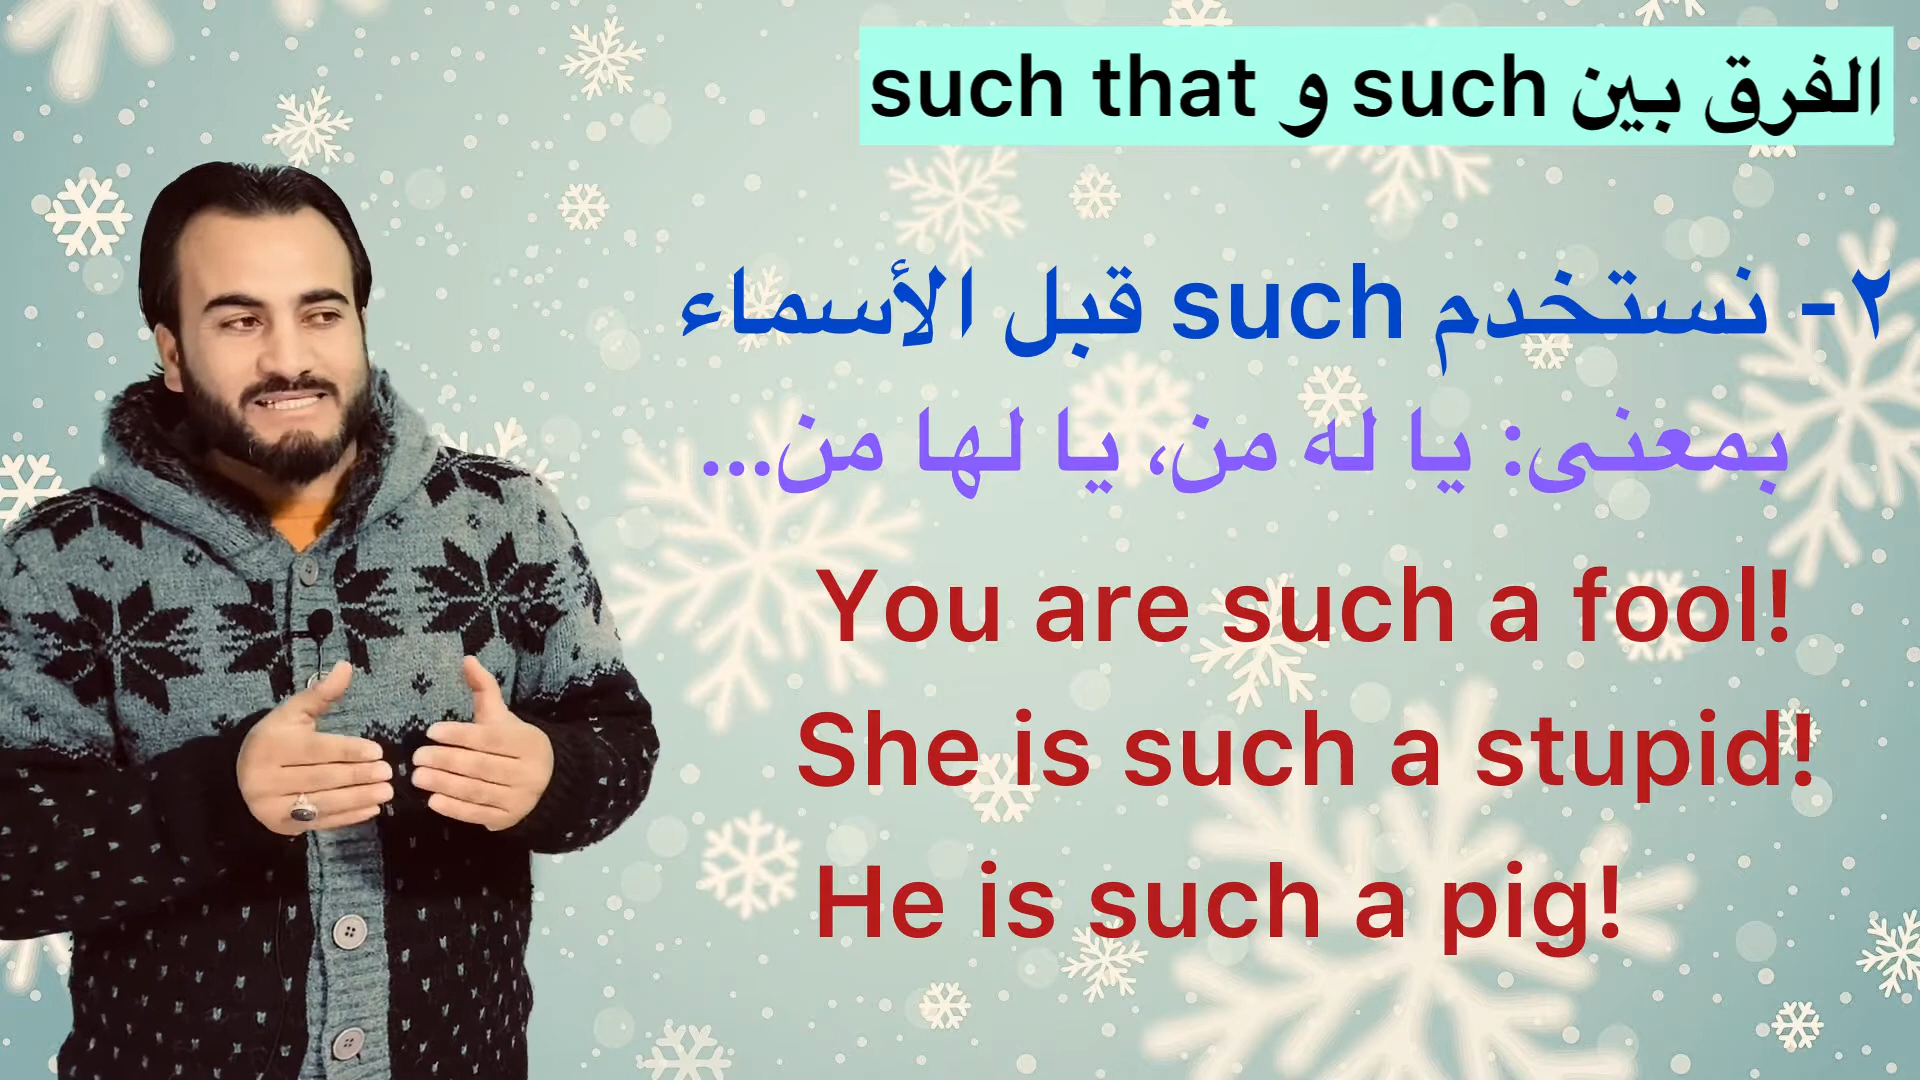 الفرق بين such و such that
٢- نستخدم such قبل الأسماء
بمعنى: يا له من، يا لها من...
You are such a fool!
She is such a stupid!
He is such a pig!